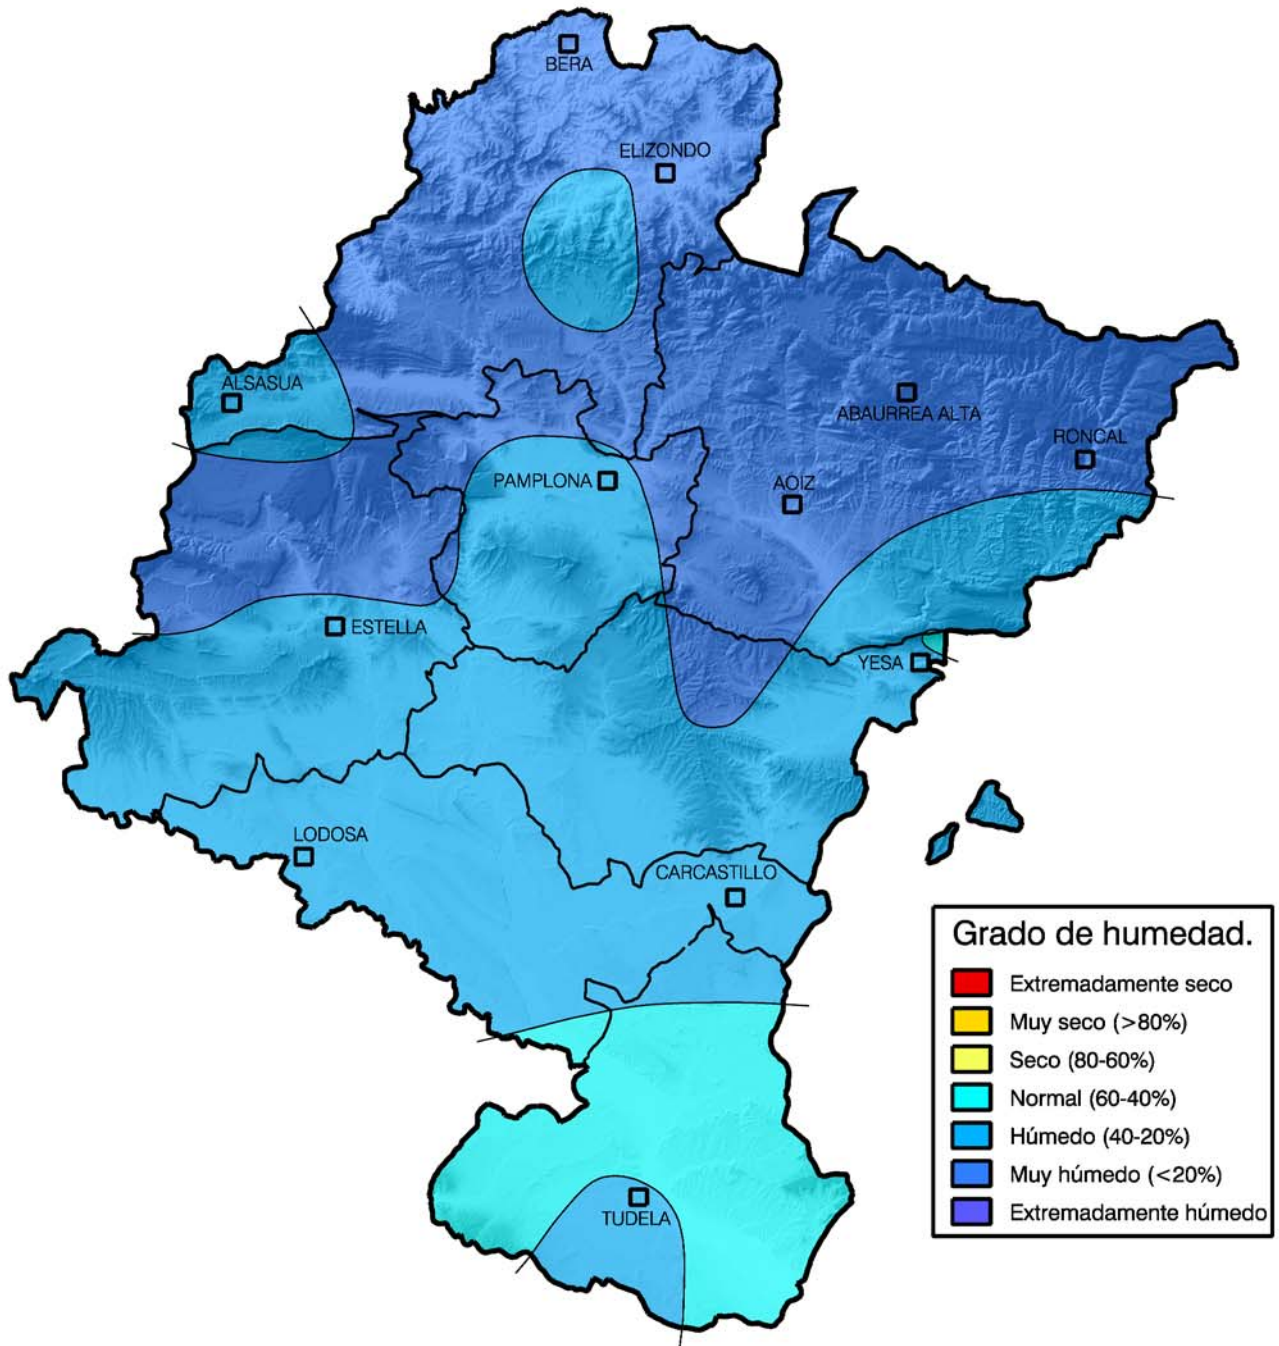 BERA
ELIZONDO
ALSASUA
ABAURREA ALTA
RONCAL
PAMPLONA
AOIZ
ESTELLA
YESA
LODOSA
CARCASTILLO
TUDELA
Grado de humedad.
Extremadamente seco
Muy seco (>80%)
Seco (80-60%)
Normal (60-40%)
Húmedo (40-20%)
Muy húmedo (<20%)
Extremadamente húmedo